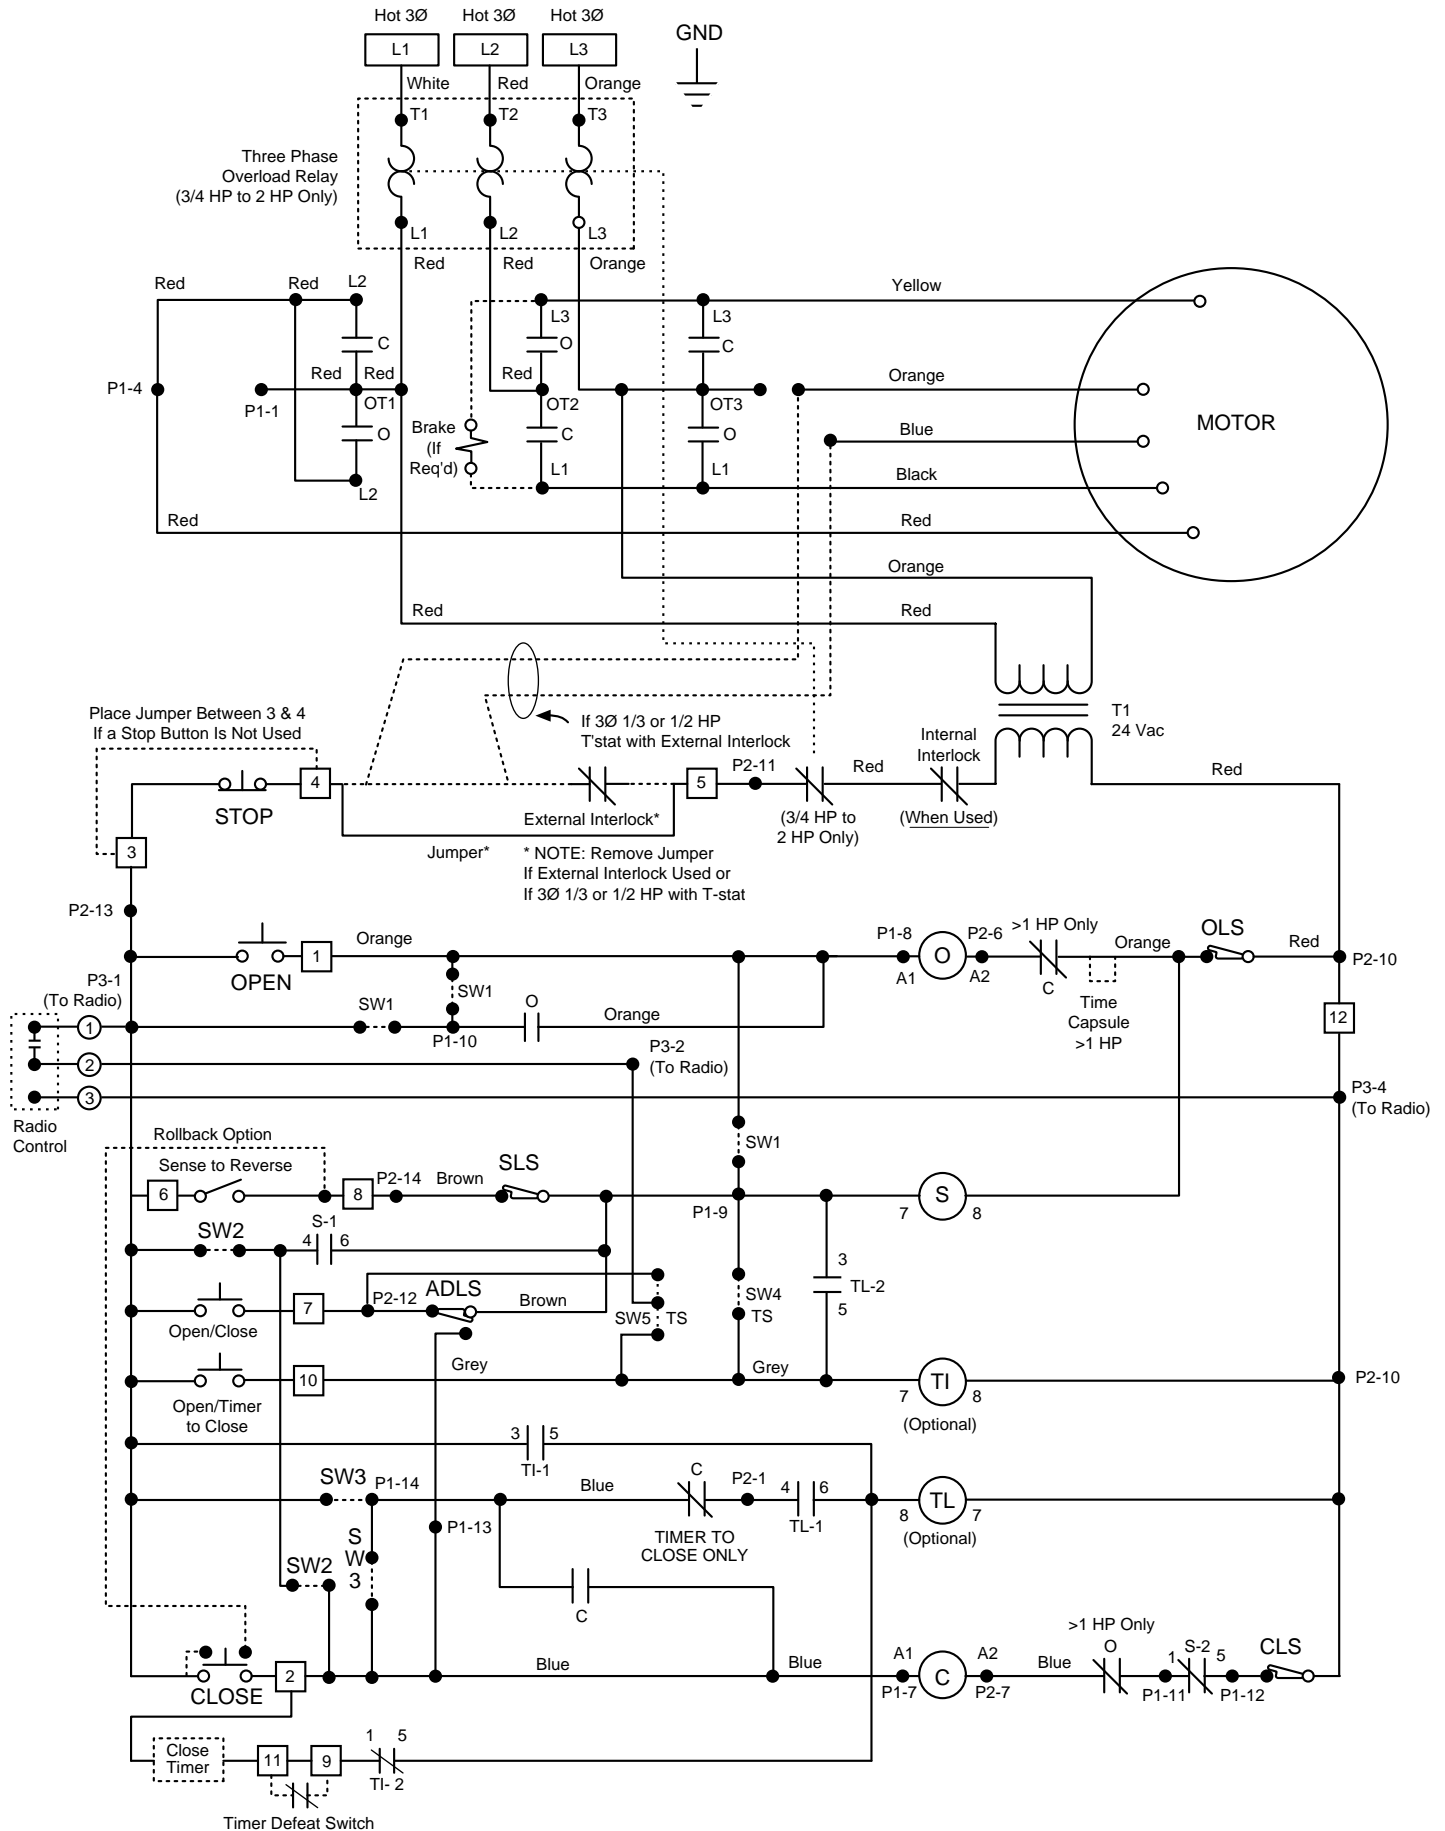 Hot 3Ø Hot 3Ø Hot 3Ø
GND
L1 L2 L3
White Red Orange
T1 T2 T3
Three Phase
Overload Relay
(3/4 HP to 2 HP Only)
L1 L2 L3
Red Red Orange
Red Red L2
L3 L3 Yellow
C O C
Red Red Red
P1-4 P1-1 OT1 OT2 OT3 Orange
O C O
Brake
(If
Req'd)
Blue
MOTOR
L2 L1 L1 Black
Red Red
Orange
Red Red
Place Jumper Between 3 & 4
If a Stop Button Is Not Used
If 3Ø 1/3 or 1/2 HP
T'stat with External Interlock
T1
24 Vac
Internal
Interlock
4 5 P2-11 Red Red
STOP
External Interlock*
(3/4 HP to
2 HP Only)
(When Used)
3
Jumper*
* NOTE: Remove Jumper
If External Interlock Used or
If 3Ø 1/3 or 1/2 HP with T-stat
P2-13
1 Orange
OPEN
P1-8 O P2-6
A1 A2
>1 HP Only
C
Orange OLS Red
P2-10
Time
Capsule
>1 HP
P3-1
(To Radio)
SW1 SW1
P1-10
O
Orange
12
1
2
3
P3-2
(To Radio)
P3-4
(To Radio)
Radio
Control
Rollback Option
Sense to Reverse
SW1
6 8 P2-14 Brown SLS
P1-9
7 S 8
SW2
S-1
4 6
3
TL-2
5
7 P2-12 ADLS Brown
Open/Close
SW5 TS
SW4
TS
Grey Grey
10
Open/Timer
to Close
7 TI 8
(Optional)
P2-10
3 5
TI-1
SW3 P1-14 Blue
C P2-1 4 6
TL-1
8 TL 7
(Optional)
TIMER TO
CLOSE ONLY
P1-13
S
W
3
SW2
C
>1 HP Only
O
2
CLOSE
Blue Blue
A1 C A2
P1-7 P2-7
Blue
1 S-2 5
P1-11 P1-12
CLS
Close
Timer
11 9
1 5
TI- 2
Timer Defeat Switch